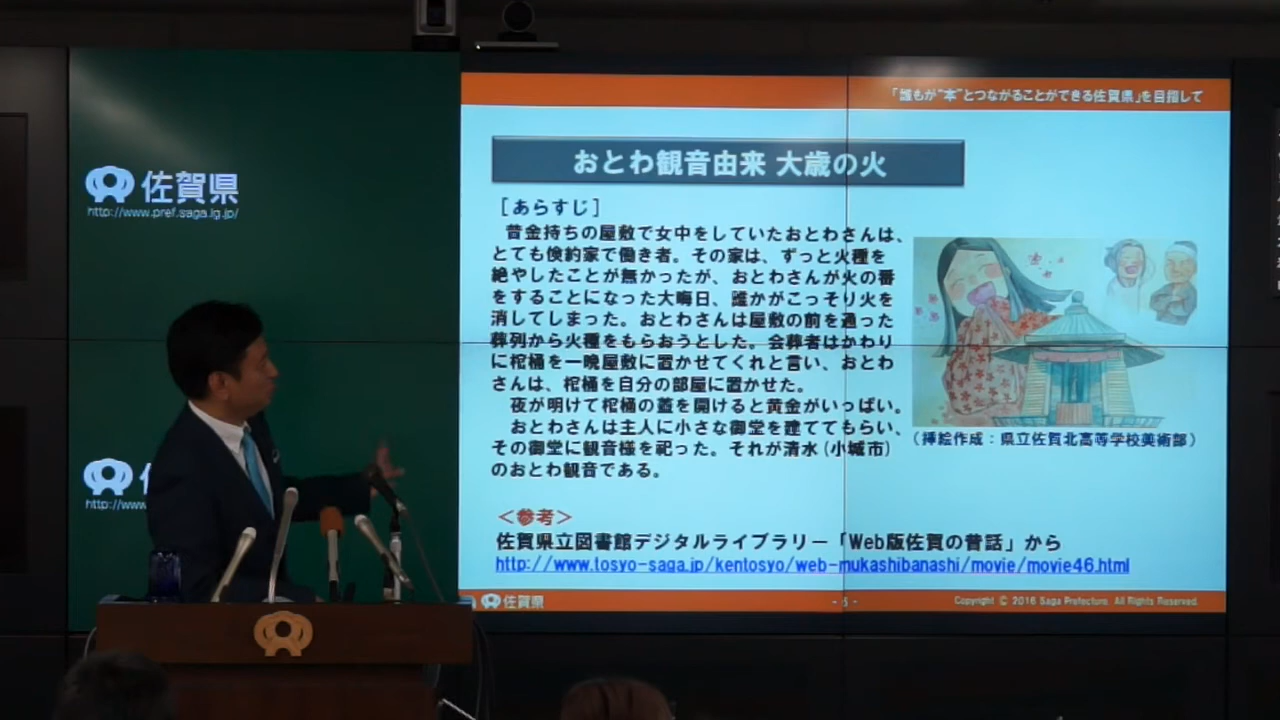 佐賀県
http://www.pref.saga.lg.jp/
http://www
「誰もが"本"とつながることができる佐賀県」を目指して
おとわ観音由来 大歳の火
[あらすじ]
昔金持ちの屋敷で女中をしていたおとわさんは、
とても倹約家で働き者。その家は、ずっと火種を
絶やしたことが無かったが、おとわさんが火の番
をすることになった大晦日、誰かがこっそり火を
消してしまった。おとわさんは屋敷の前を通った
葬列から火種をもらおうとした。会葬者はかわり
に棺桶を一晩屋敷に置かせてくれと言い、おとわ
さんは、棺桶を自分の部屋に置かせた。
夜が明けて棺桶の蓋を開けると黄金がいっぱい。
おとわさんは主人に小さな御堂を建ててもらい、
その御堂に観音様を祀った。それが清水(小城市)
のおとわ観音である。
(挿絵作成:県立佐賀北高等学校美術部)
<参考>
佐賀県立図書館デジタルライブラリー「Web版佐賀の昔話」から
http://www.tosyo-saga.jp/kentosyo/web-mukashibanashi/movie/movie46.html
佐賀県
Copyright © 2016 Saga Prefecture. All Rights Reserved.